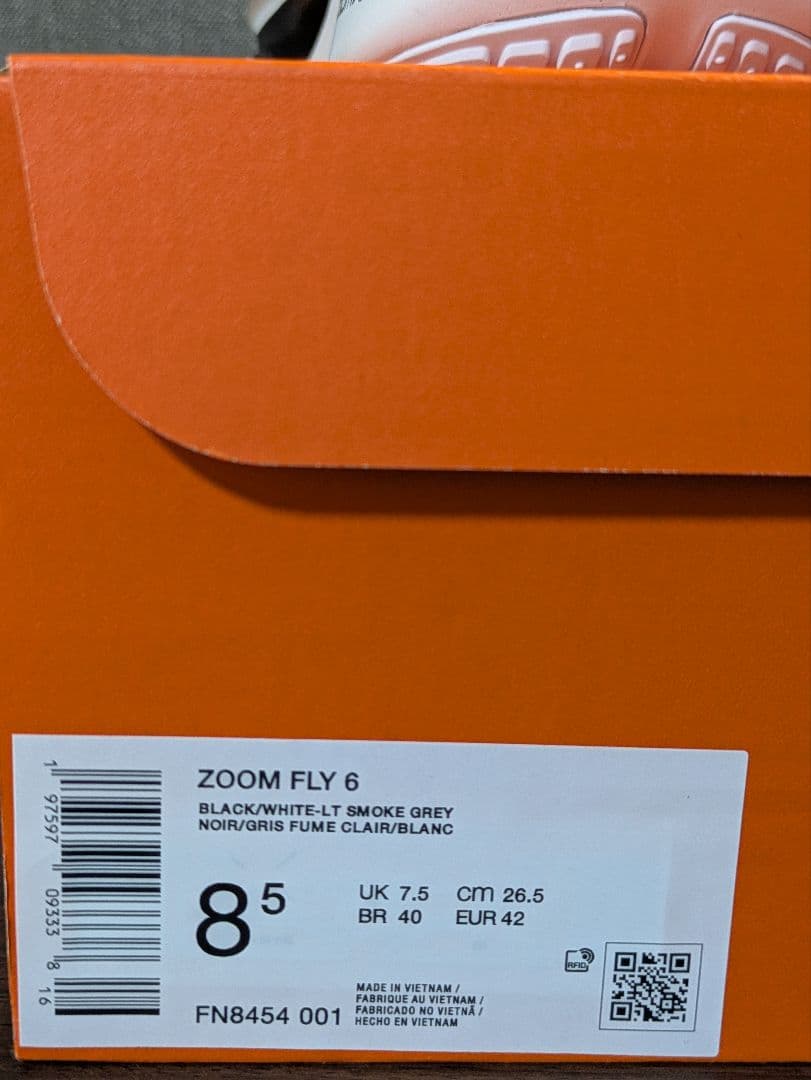 ZOOM FLY 6
BLACK/WHITE-LT SMOKE GREY
NOIR/GRIS FUME CLAIR/BLANC
8 5
UK 7.5 cm 26.5
BR 40 EUR 42
RFID
MADE IN VIETNAM /
FABRIQUE AU VIETNAM /
FABRICADO NO VIETNÃ /
HECHO EN VIETNAM
FN8454 001
1 97597 09333 8 16